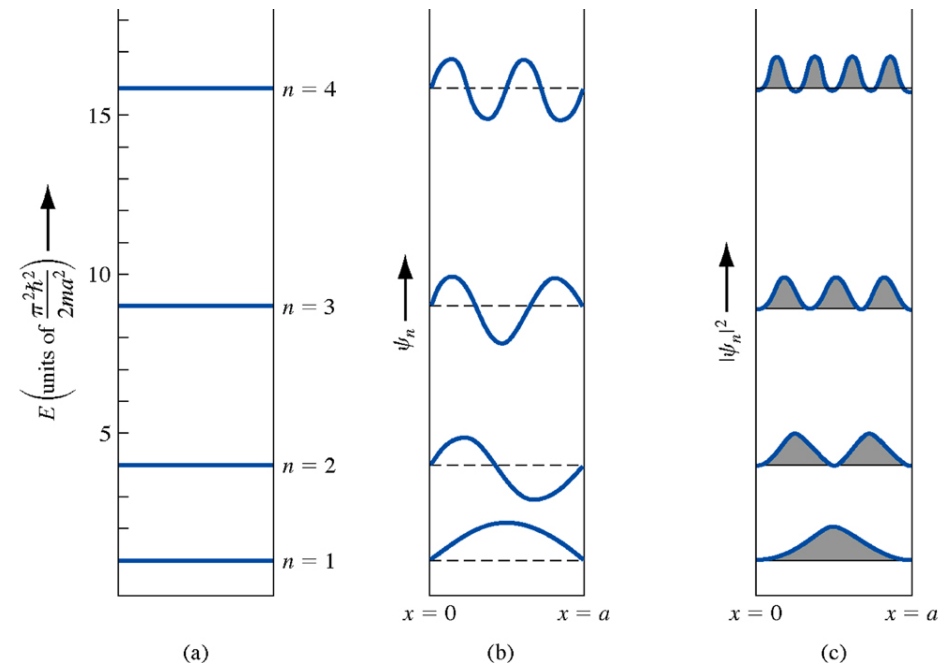 15
10
5
E (units of π²ℏ²/2ma²)
n = 4
n = 3
n = 2
n = 1
(a)
ψₙ
x = 0
x = a
(b)
|ψₙ|²
x = 0
x = a
(c)